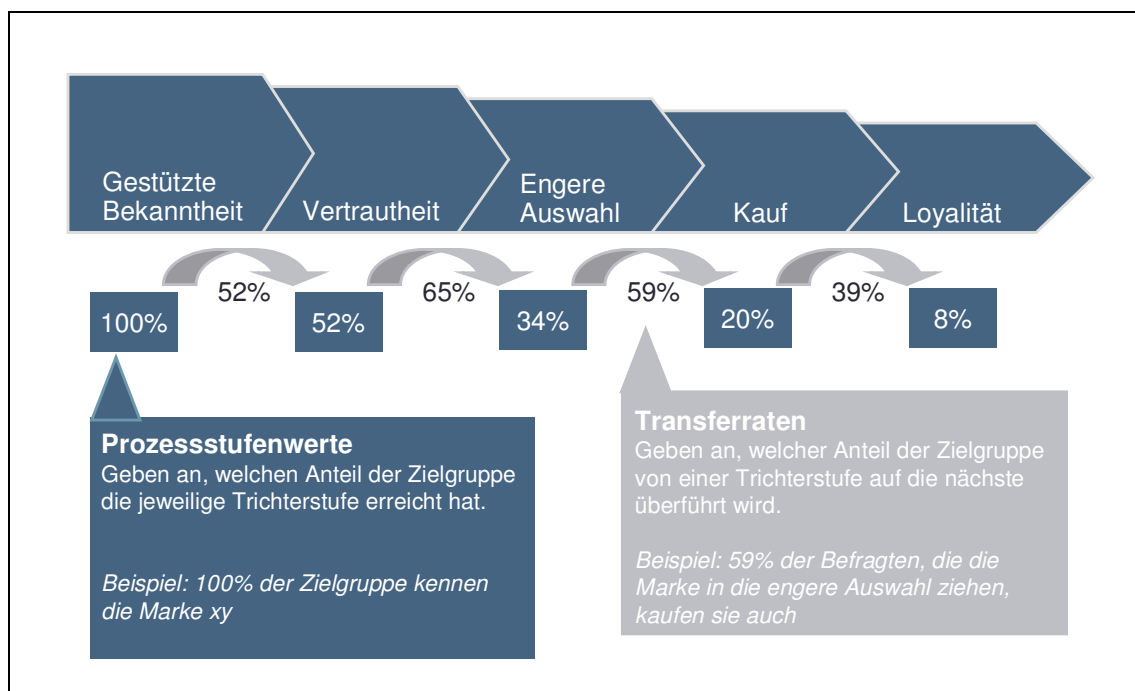 Gestützte
Bekanntheit
Vertrautheit
Engere
Auswahl
Kauf
Loyalität
52%
65%
59%
39%
100%
52%
34%
20%
8%
Prozessstufenwerte
Geben an, welchen Anteil der Zielgruppe
die jeweilige Trichterstufe erreicht hat.
Beispiel: 100% der Zielgruppe kennen
die Marke xy
Transferraten
Geben an, welcher Anteil der Zielgruppe
von einer Trichterstufe auf die nächste
überführt wird.
Beispiel: 59% der Befragten, die die
Marke in die engere Auswahl ziehen,
kaufen sie auch